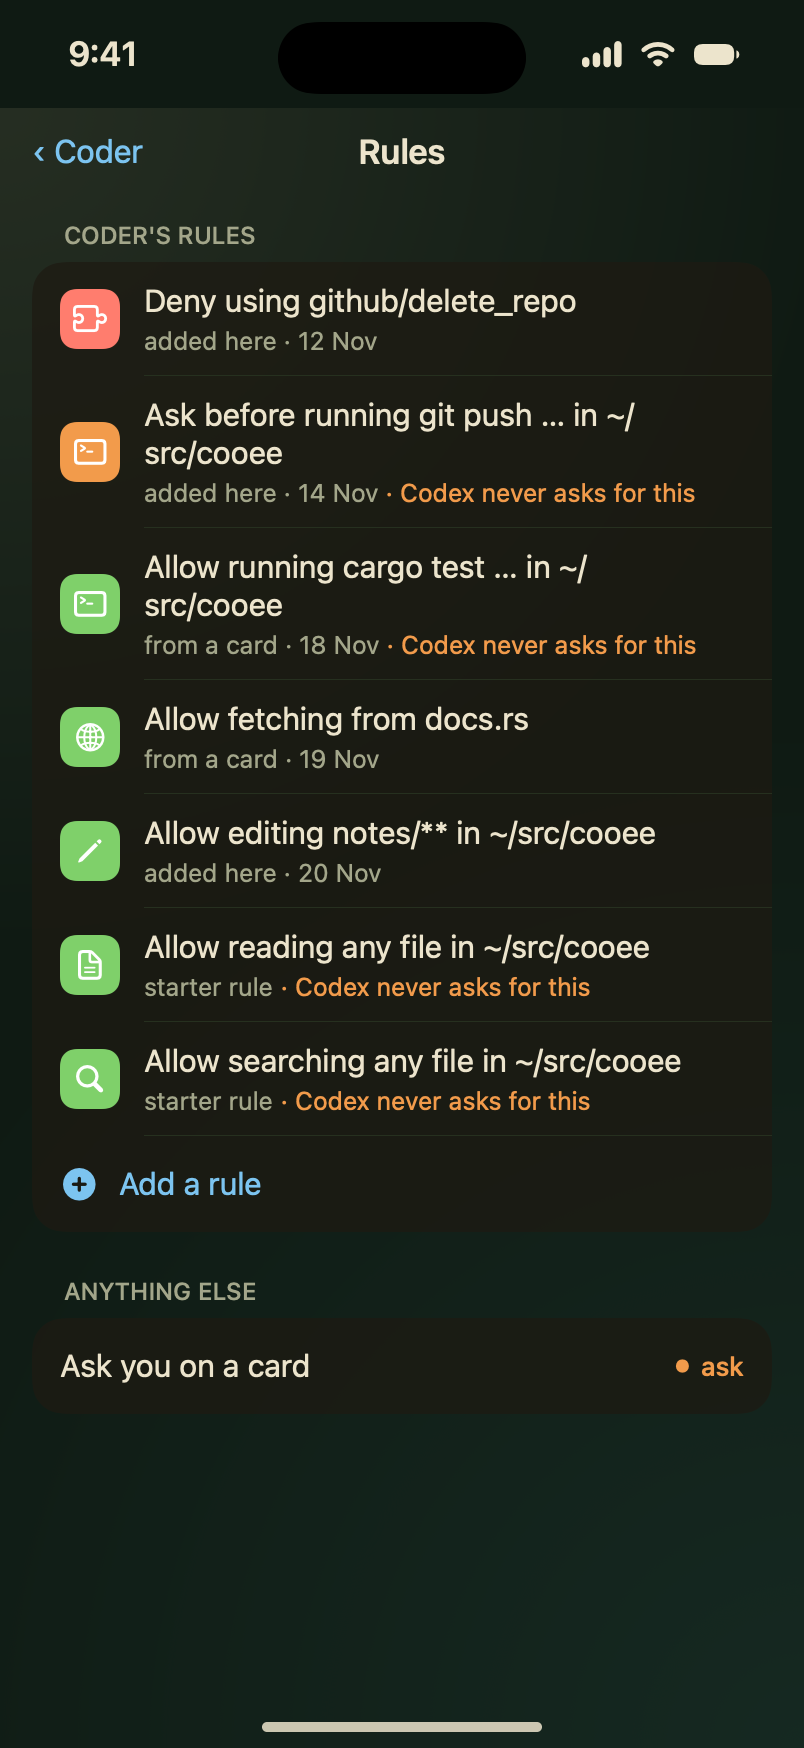 9:41
‹ Coder
Rules
CODER'S RULES
Deny using github/delete_repo
added here · 12 Nov
Ask before running git push ... in ~/
src/cooee
added here · 14 Nov · Codex never asks for this
Allow running cargo test ... in ~/
src/cooee
from a card · 18 Nov · Codex never asks for this
Allow fetching from docs.rs
from a card · 19 Nov
Allow editing notes/** in ~/src/cooee
added here · 20 Nov
Allow reading any file in ~/src/cooee
starter rule · Codex never asks for this
Allow searching any file in ~/src/cooee
starter rule · Codex never asks for this
Add a rule
ANYTHING ELSE
Ask you on a card
ask